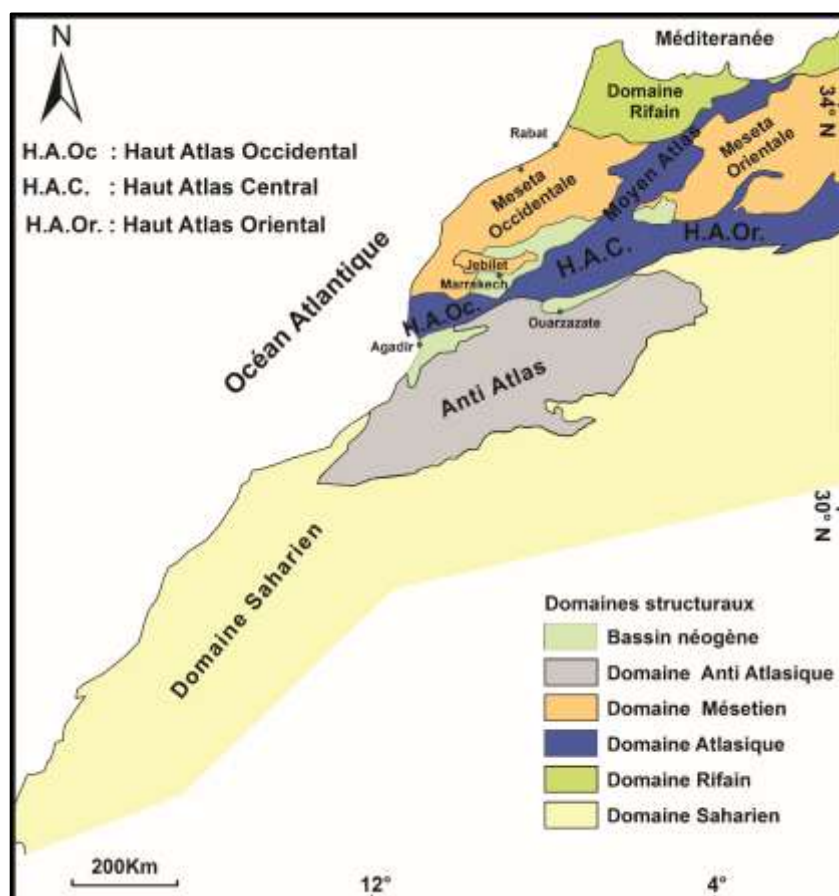 N
Méditeranée
Domaine
Rifain
34° N
H.A.Oc : Haut Atlas Occidental
H.A.C. : Haut Atlas Central
H.A.Or. : Haut Atlas Oriental
Rabat
Meseta
Occidentale
Moyen Atlas
Meseta
Orientale
Jebilet
Marrakech
H.A.C.
H.A.Or.
H.A.Oc.
Océan Atlantique
Agadir
Ouarzazate
Anti Atlas
30° N
Domaine Saharien
Domaines structuraux
Bassin néogène
Domaine Anti Atlasique
Domaine Mésetien
Domaine Atlasique
Domaine Rifain
Domaine Saharien
200Km
12°
4°